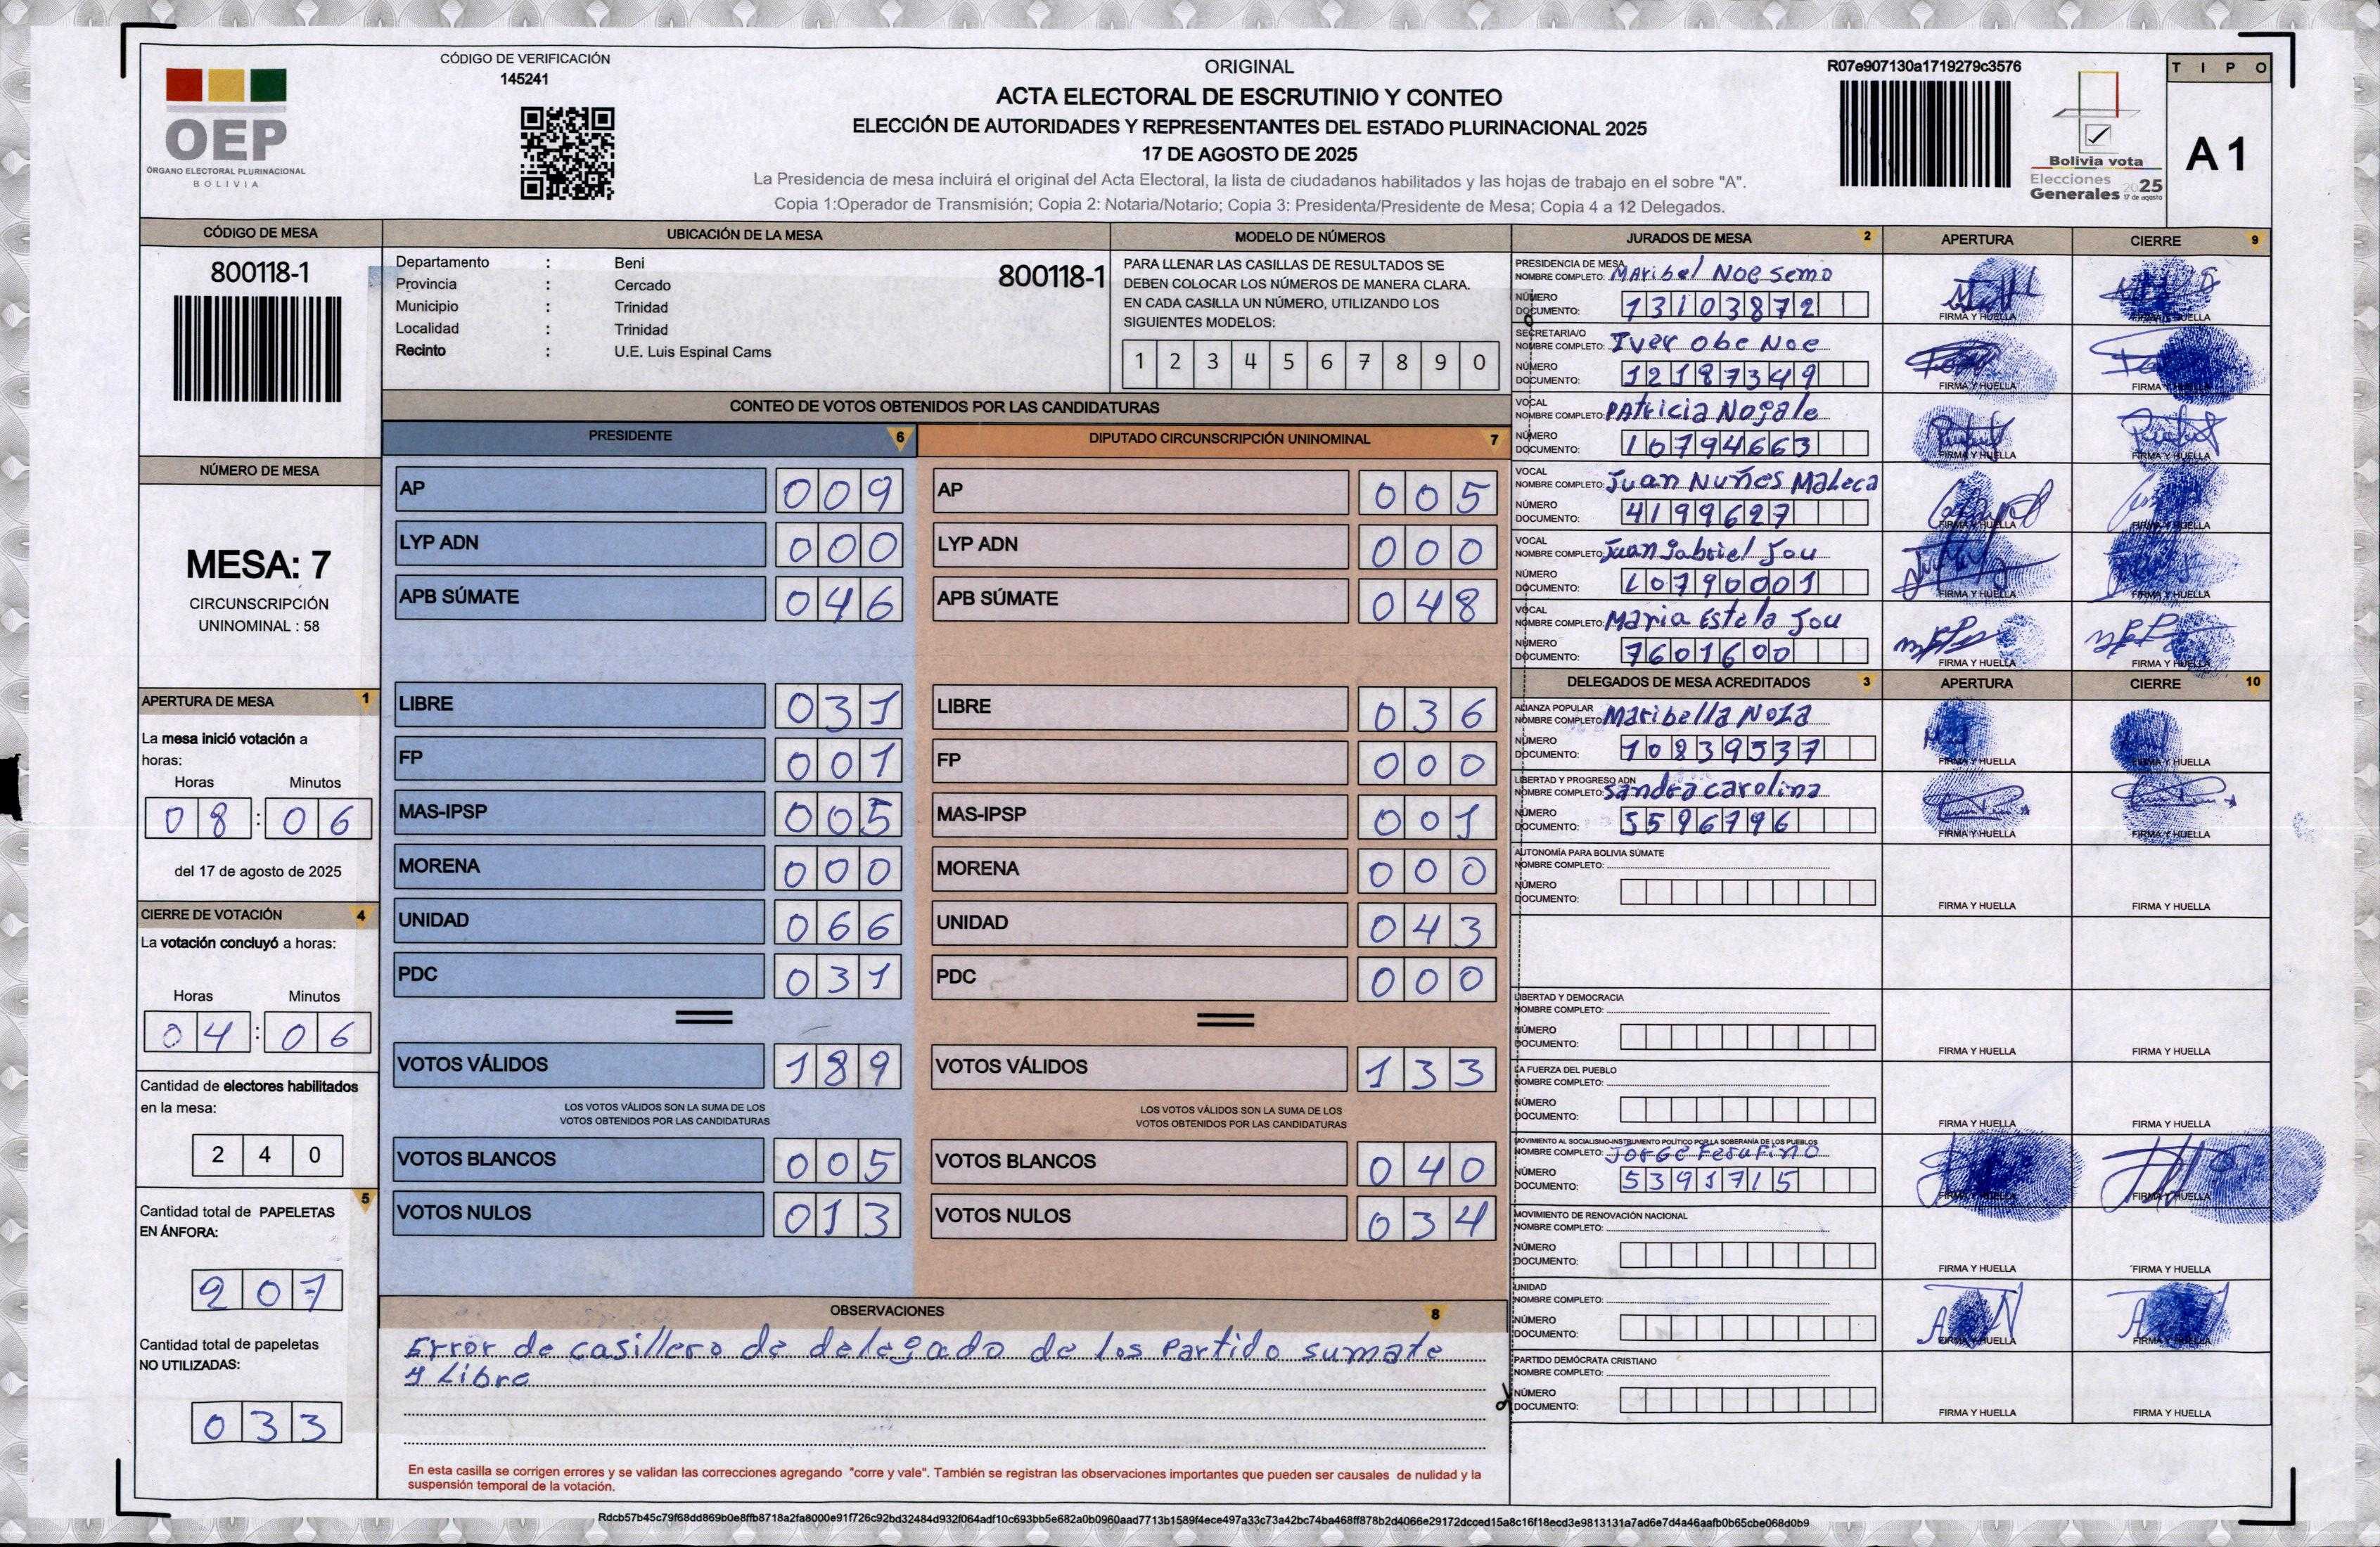 CÓDIGO DE VERIFICACIÓN
145241
OEP
ÓRGANO ELECTORAL PLURINACIONAL
BOLIVIA
ORIGINAL
ACTA ELECTORAL DE ESCRUTINIO Y CONTEO
ELECCIÓN DE AUTORIDADES Y REPRESENTANTES DEL ESTADO PLURINACIONAL 2025
17 DE AGOSTO DE 2025
La Presidencia de mesa incluirá el original del Acta Electoral, la lista de ciudadanos habilitados y las hojas de trabajo en el sobre "A".
Copia 1:Operador de Transmisión; Copia 2: Notaria/Notario; Copia 3: Presidenta/Presidente de Mesa; Copia 4 a 12 Delegados.
R07e907130a1719279c3576
Bolivia vota
Elecciones
Generales 2025
17 de agosto
TIPO
A 1
CÓDIGO DE MESA
800118-1
NÚMERO DE MESA
MESA: 7
CIRCUNSCRIPCIÓN
UNINOMINAL : 58
APERTURA DE MESA 1
La mesa inició votación a
horas:
Horas Minutos
08:06
del 17 de agosto de 2025
CIERRE DE VOTACIÓN 4
La votación concluyó a horas:
Horas Minutos
04:06
Cantidad de electores habilitados
en la mesa:
240
5
Cantidad total de PAPELETAS
EN ÁNFORA:
207
Cantidad total de papeletas
NO UTILIZADAS:
033
UBICACIÓN DE LA MESA
Departamento : Beni
800118-1
Provincia : Cercado
Municipio : Trinidad
Localidad : Trinidad
Recinto : U.E. Luis Espinal Cams
MODELO DE NÚMEROS
PARA LLENAR LAS CASILLAS DE RESULTADOS SE
DEBEN COLOCAR LOS NÚMEROS DE MANERA CLARA.
EN CADA CASILLA UN NÚMERO, UTILIZANDO LOS
SIGUIENTES MODELOS:
1 2 3 4 5 6 7 8 9 0
CONTEO DE VOTOS OBTENIDOS POR LAS CANDIDATURAS
PRESIDENTE 6
AP 009
LYP ADN 000
APB SÚMATE 046
LIBRE 031
FP 001
MAS-IPSP 005
MORENA 000
UNIDAD 066
PDC 031
VOTOS VÁLIDOS 189
LOS VOTOS VÁLIDOS SON LA SUMA DE LOS
VOTOS OBTENIDOS POR LAS CANDIDATURAS
VOTOS BLANCOS 005
VOTOS NULOS 013
DIPUTADO CIRCUNSCRIPCIÓN UNINOMINAL 7
AP 005
LYP ADN 000
APB SÚMATE 048
LIBRE 036
FP 000
MAS-IPSP 001
MORENA 000
UNIDAD 043
PDC 000
VOTOS VÁLIDOS 133
LOS VOTOS VÁLIDOS SON LA SUMA DE LOS
VOTOS OBTENIDOS POR LAS CANDIDATURAS
VOTOS BLANCOS 040
VOTOS NULOS 034
OBSERVACIONES 8
Error de casillero de delegado de los Partido sumate
y Libre
En esta casilla se corrigen errores y se validan las correcciones agregando "corre y vale". También se registran las observaciones importantes que pueden ser causales de nulidad y la
suspensión temporal de la votación.
JURADOS DE MESA 2 APERTURA CIERRE 9
PRESIDENCIA DE MESA
NOMBRE COMPLETO: Maribel Noe Semo
NÚMERO
DOCUMENTO: 13103872
FIRMA Y HUELLA FIRMA Y HUELLA
SECRETARIA/O
NOMBRE COMPLETO: Iver Obe Noe
NÚMERO
DOCUMENTO: 12187349
FIRMA Y HUELLA FIRMA Y HUELLA
VOCAL
NOMBRE COMPLETO: PAtricia Nogale
NÚMERO
DOCUMENTO: 10794663
FIRMA Y HUELLA FIRMA Y HUELLA
VOCAL
NOMBRE COMPLETO: Juan Nuñes Maleca
NÚMERO
DOCUMENTO: 4199627
FIRMA Y HUELLA FIRMA Y HUELLA
VOCAL
NOMBRE COMPLETO: Juan Gabriel Jou
NÚMERO
DOCUMENTO: 10790001
FIRMA Y HUELLA FIRMA Y HUELLA
VOCAL
NOMBRE COMPLETO: Maria Estela Jou
NÚMERO
DOCUMENTO: 7601600
FIRMA Y HUELLA FIRMA Y HUELLA
DELEGADOS DE MESA ACREDITADOS 3 APERTURA CIERRE 10
ALIANZA POPULAR
NOMBRE COMPLETO: Maribella Noza
NÚMERO
DOCUMENTO: 10839537
FIRMA Y HUELLA FIRMA Y HUELLA
LIBERTAD Y PROGRESO ADN
NOMBRE COMPLETO: Sandra Carolina
NÚMERO
DOCUMENTO: 5596796
FIRMA Y HUELLA FIRMA Y HUELLA
AUTONOMÍA PARA BOLIVIA SÚMATE
NOMBRE COMPLETO:
NÚMERO
DOCUMENTO:
FIRMA Y HUELLA FIRMA Y HUELLA
LIBERTAD Y DEMOCRACIA
NOMBRE COMPLETO:
NÚMERO
DOCUMENTO:
FIRMA Y HUELLA FIRMA Y HUELLA
LA FUERZA DEL PUEBLO
NOMBRE COMPLETO:
NÚMERO
DOCUMENTO:
FIRMA Y HUELLA FIRMA Y HUELLA
MOVIMIENTO AL SOCIALISMO-INSTRUMENTO POLÍTICO POR LA SOBERANÍA DE LOS PUEBLOS
NOMBRE COMPLETO: Jorge
NÚMERO
DOCUMENTO: 5391715
FIRMA Y HUELLA FIRMA Y HUELLA
MOVIMIENTO DE RENOVACIÓN NACIONAL
NOMBRE COMPLETO:
NÚMERO
DOCUMENTO:
FIRMA Y HUELLA FIRMA Y HUELLA
UNIDAD
NOMBRE COMPLETO:
NÚMERO
DOCUMENTO:
FIRMA Y HUELLA FIRMA Y HUELLA
PARTIDO DEMÓCRATA CRISTIANO
NOMBRE COMPLETO:
NÚMERO
DOCUMENTO:
FIRMA Y HUELLA FIRMA Y HUELLA